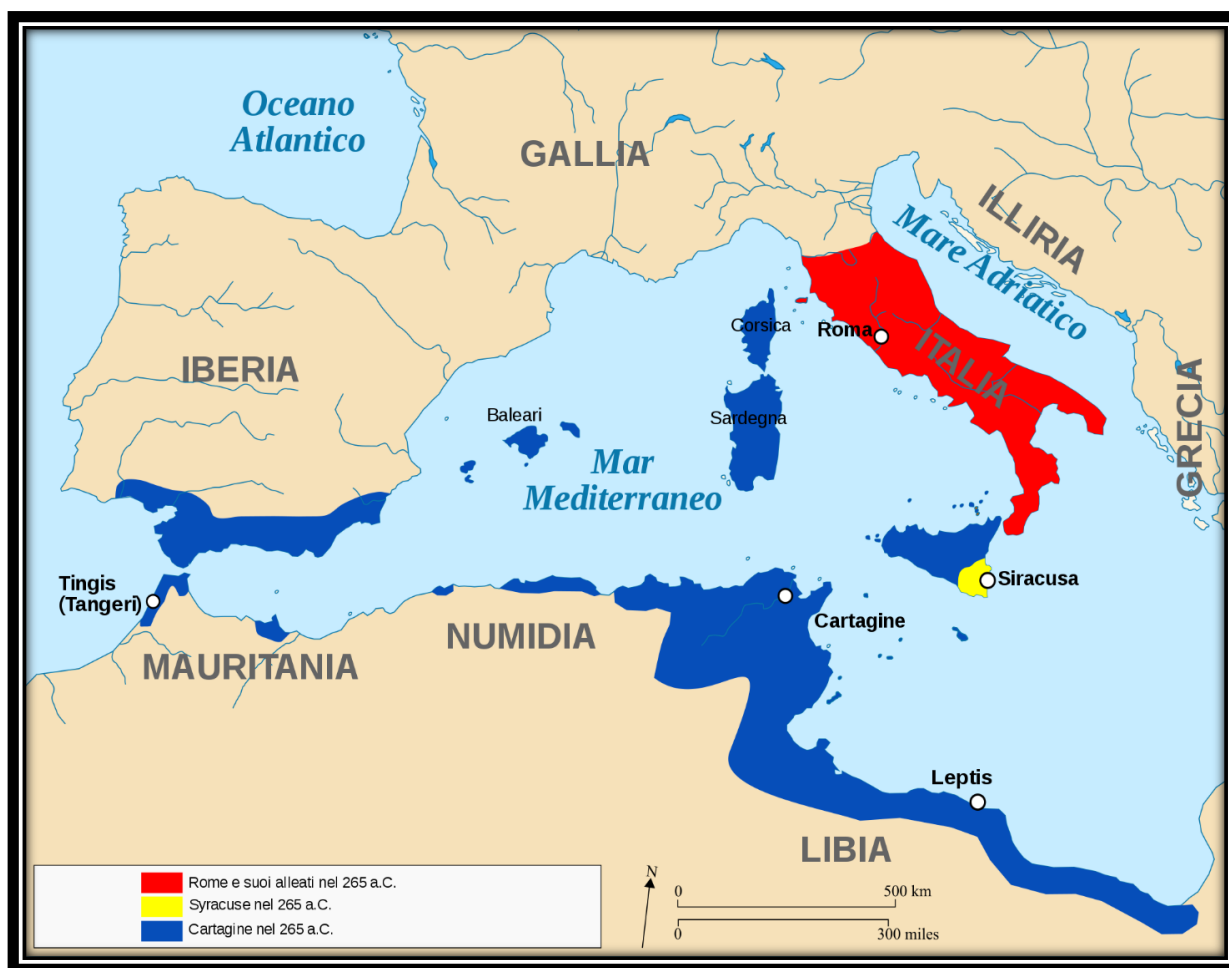 Oceano
Atlantico
GALLIA
ILLIRIA
Mare Adriatico
Corsica
Roma
ITALIA
IBERIA
GRECIA
Baleari
Sardegna
Mar
Mediterraneo
Tingis
(Tangeri)
Siracusa
Cartagine
NUMIDIA
MAURITANIA
Leptis
LIBIA
Rome e suoi alleati nel 265 a.C.
Syracuse nel 265 a.C.
Cartagine nel 265 a.C.
N
0 500 km
0 300 miles